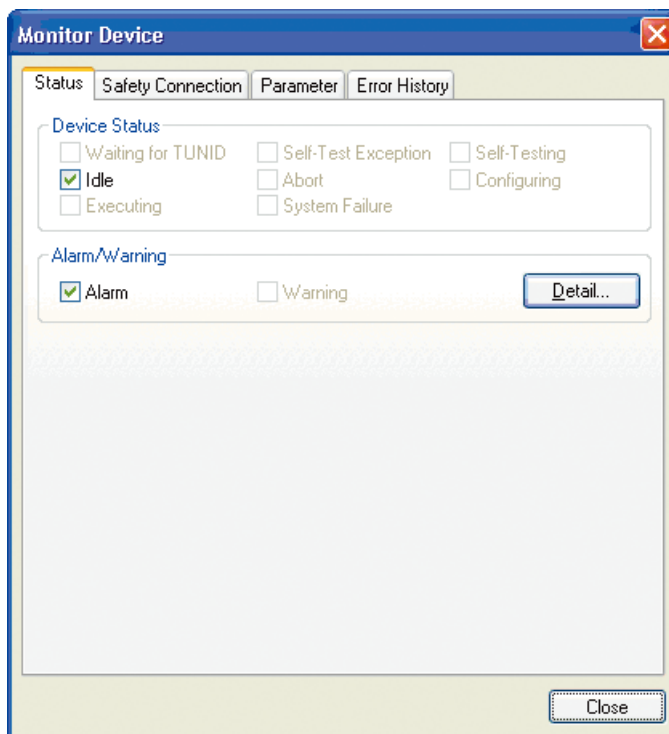 Monitor Device
Status Safety Connection Parameter Error History
Device Status
Waiting for TUNID Self-Test Exception Self-Testing
Idle Abort Configuring
Executing System Failure
Alarm/Warning
Alarm Warning Detail...
Close